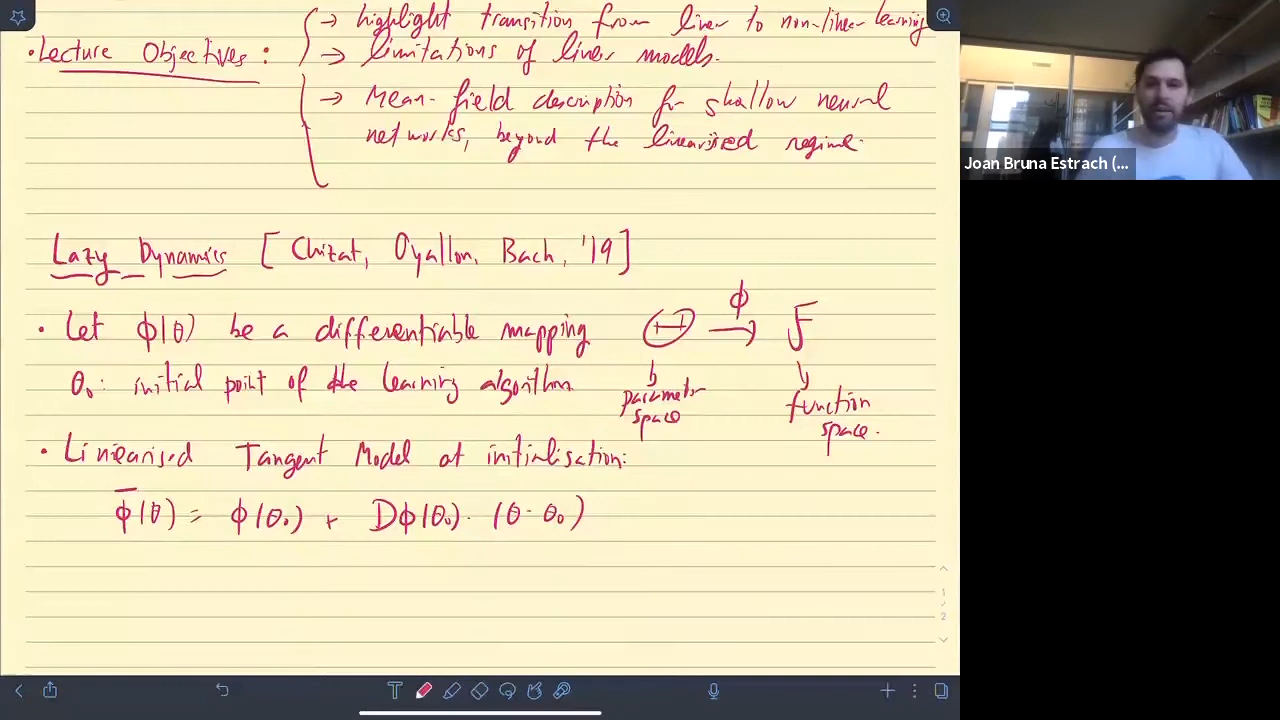 → highlight transition from linear to non-linear learning
• Lecture Objectives :
→ limitations of linear models.
→ Mean-field description for shallow neural
networks, beyond the linearised regime.
Lazy Dynamics [Chizat, Oyallon, Bach, '19]
• Let ϕ(θ) be a differentiable mapping Θ →ϕ F
θ₀: initial point of the learning algorithm.
parameter space
function space.
• Linearised Tangent Model at initialisation:
ϕ̄(θ) = ϕ(θ₀) + Dϕ(θ₀) · (θ - θ₀)
Joan Bruna Estrach (...
1
2
T